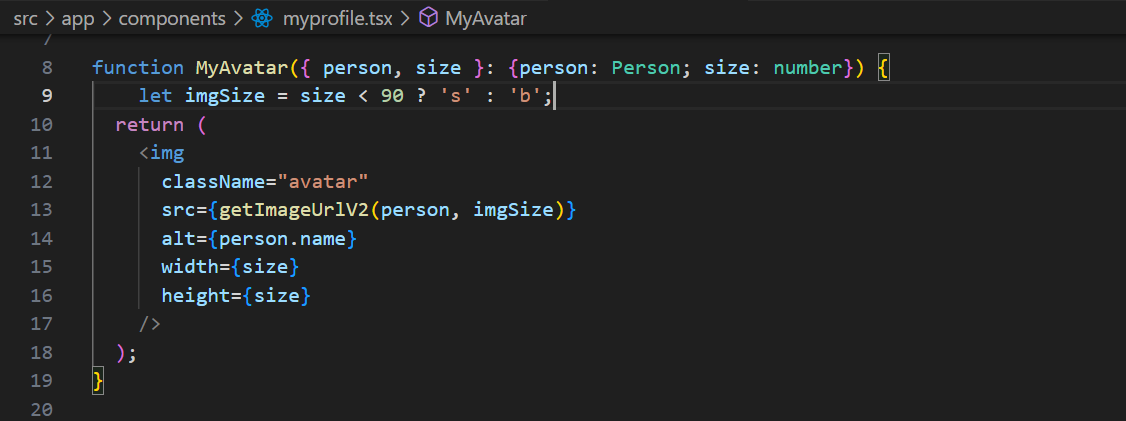 src > app > components > myprofile.tsx > MyAvatar
7
8 function MyAvatar({ person, size }: {person: Person; size: number}) {
9 let imgSize = size < 90 ? 's' : 'b';
10 return (
11 <img
12 className="avatar"
13 src={getImageUrlV2(person, imgSize)}
14 alt={person.name}
15 width={size}
16 height={size}
17 />
18 );
19 }
20